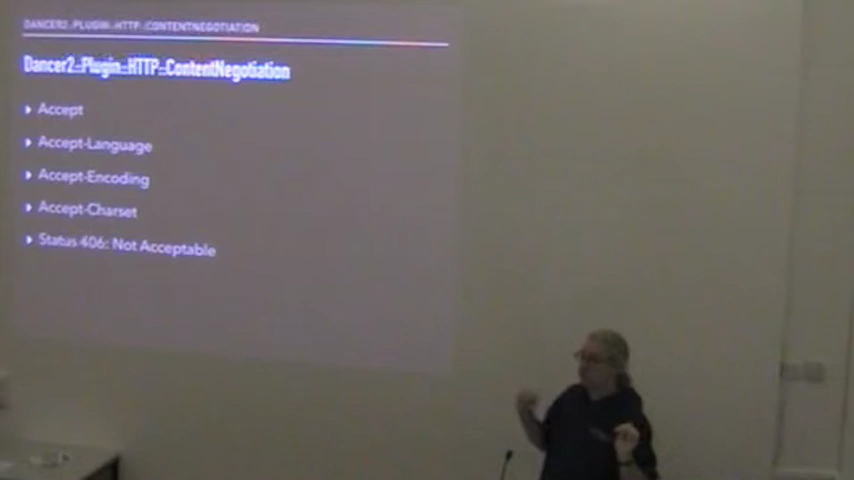 DANCER2::PLUGIN::HTTP::CONTENTNEGOTIATION
Dancer2::Plugin::HTTP::ContentNegotiation
Accept
Accept-Language
Accept-Encoding
Accept-Charset
Status 406: Not Acceptable